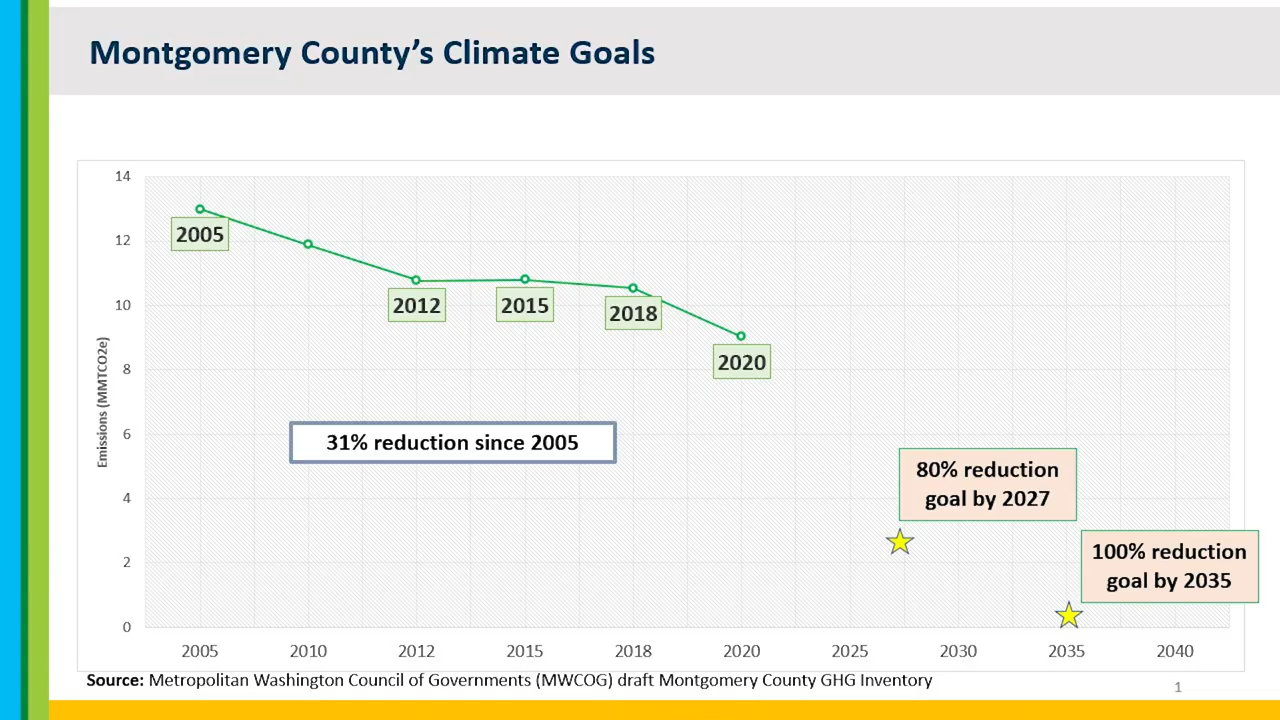 Montgomery County’s Climate Goals
14
12
10
8
6
4
2
0
Emissions (MMTCO2e)
2005
2012
2015
2018
2020
31% reduction since 2005
80% reduction
goal by 2027
100% reduction
goal by 2035
2005 2010 2012 2015 2018 2020 2025 2030 2035 2040
Source: Metropolitan Washington Council of Governments (MWCOG) draft Montgomery County GHG Inventory
1